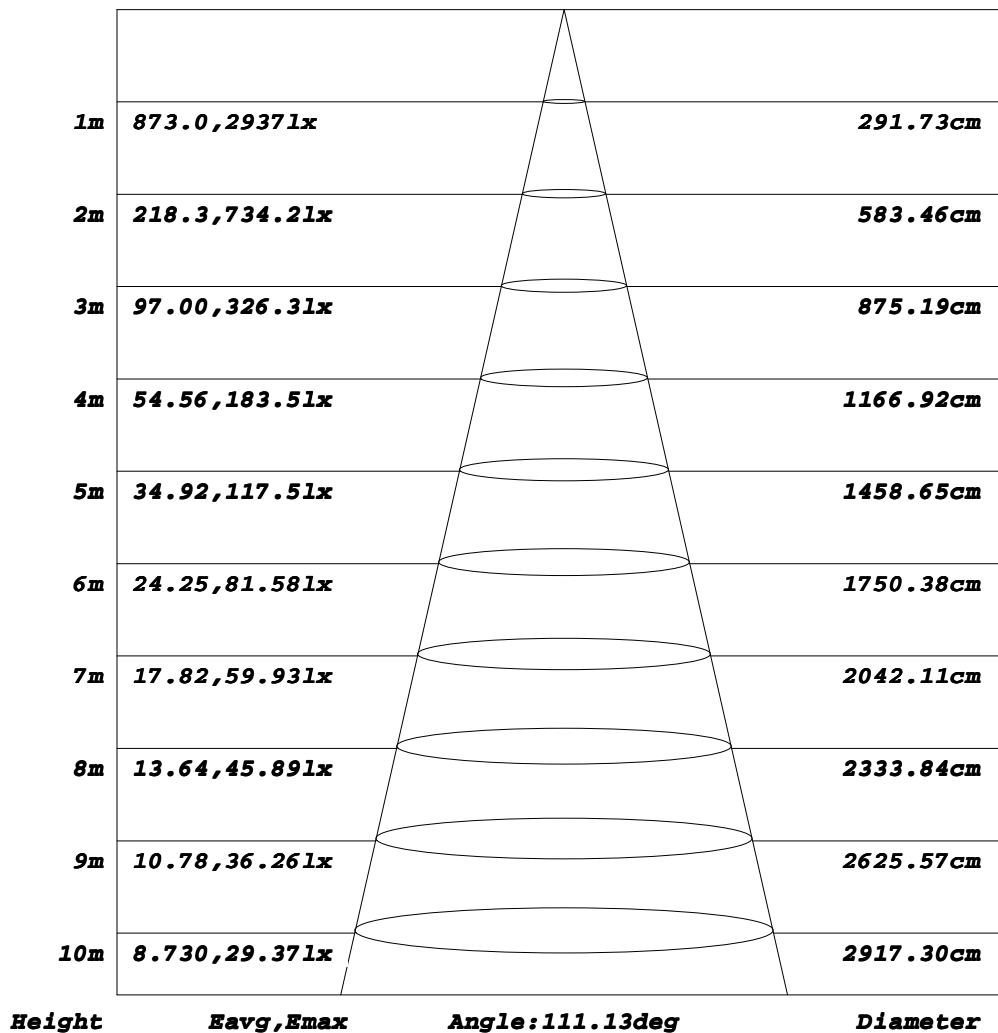 1m 873.0,2937lx 291.73cm
2m 218.3,734.2lx 583.46cm
3m 97.00,326.3lx 875.19cm
4m 54.56,183.5lx 1166.92cm
5m 34.92,117.5lx 1458.65cm
6m 24.25,81.58lx 1750.38cm
7m 17.82,59.93lx 2042.11cm
8m 13.64,45.89lx 2333.84cm
9m 10.78,36.26lx 2625.57cm
10m 8.730,29.37lx 2917.30cm
Height Eavg,Emax Angle:111.13deg Diameter